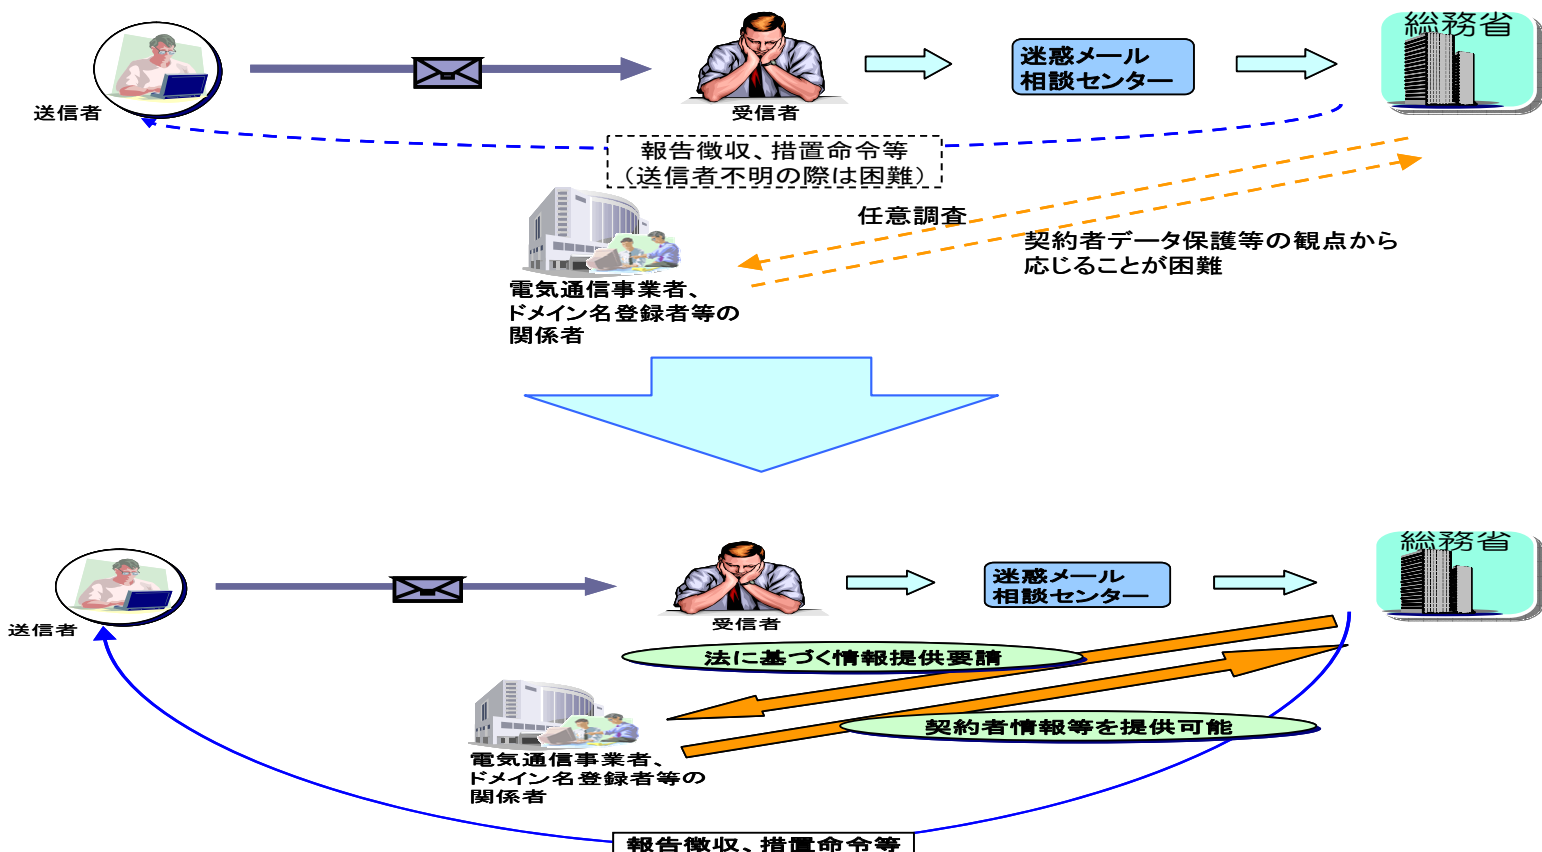 総務省
迷惑メール
相談センター
送信者
受信者
報告徴収、措置命令等
（送信者不明の際は困難）
任意調査
契約者データ保護等の観点から
応じることが困難
電気通信事業者、
ドメイン名登録者等の
関係者
総務省
迷惑メール
相談センター
送信者
受信者
法に基づく情報提供要請
契約者情報等を提供可能
電気通信事業者、
ドメイン名登録者等の
関係者
報告徴収、措置命令等